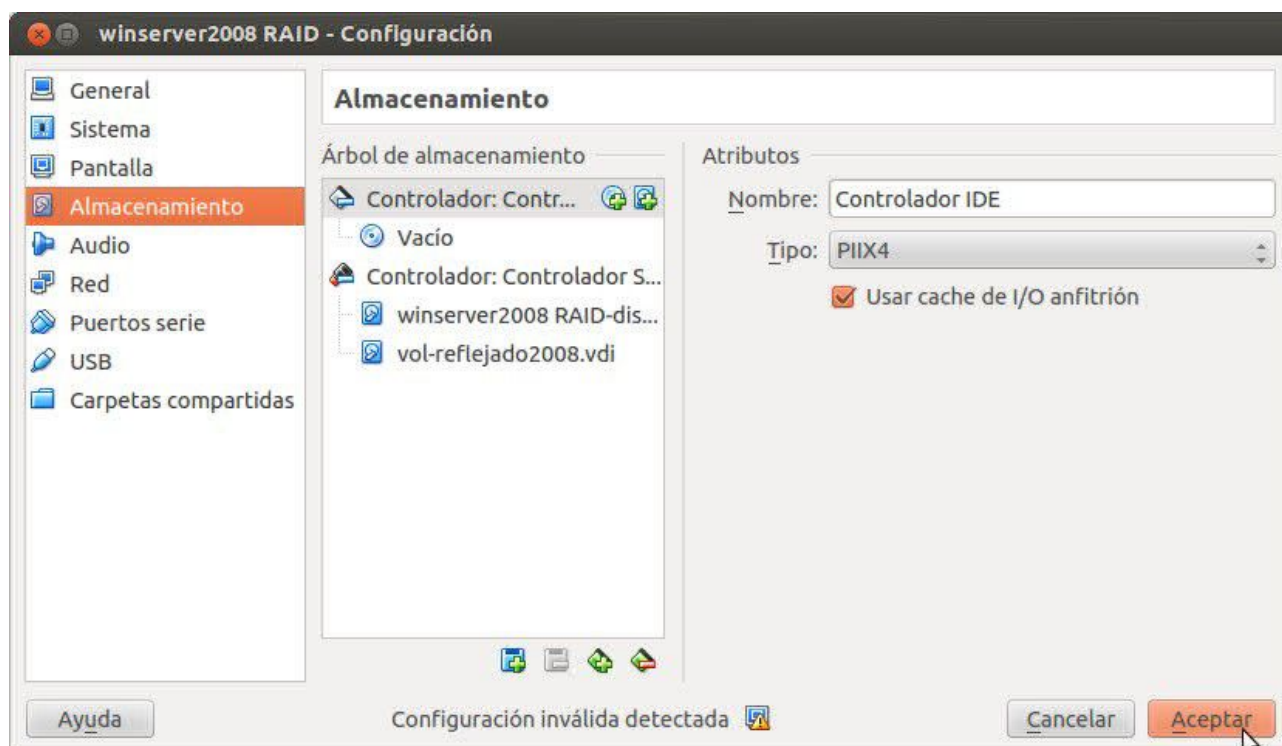 winserver2008 RAID - Configuración
General
Sistema
Pantalla
Almacenamiento
Audio
Red
Puertos serie
USB
Carpetas compartidas
Almacenamiento
Árbol de almacenamiento
Controlador: Contr...
Vacío
Controlador: Controlador S...
winserver2008 RAID-dis...
vol-reflejado2008.vdi
Atributos
Nombre: Controlador IDE
Tipo: PIIX4
Usar cache de I/O anfitrión
Ayuda
Configuración inválida detectada
Cancelar
Aceptar